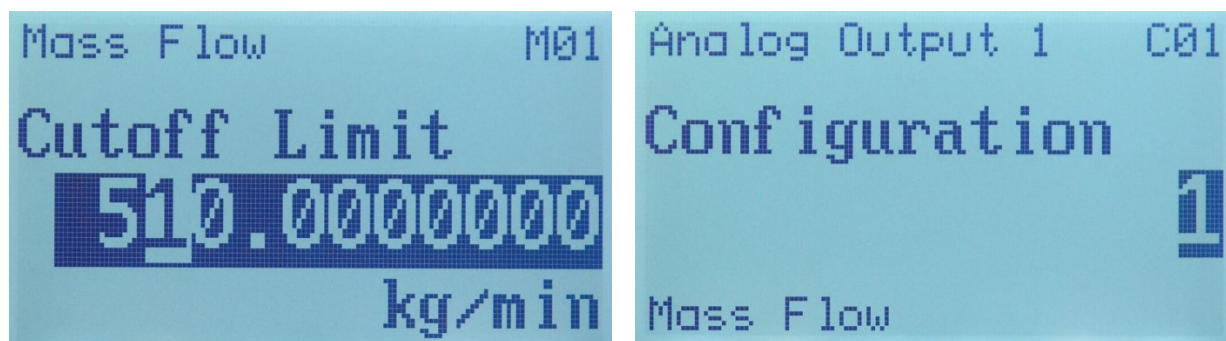 Mass Flow M01
Cutoff Limit
510.0000000
kg/min
Analog Output 1 C01
Configuration
1
Mass Flow